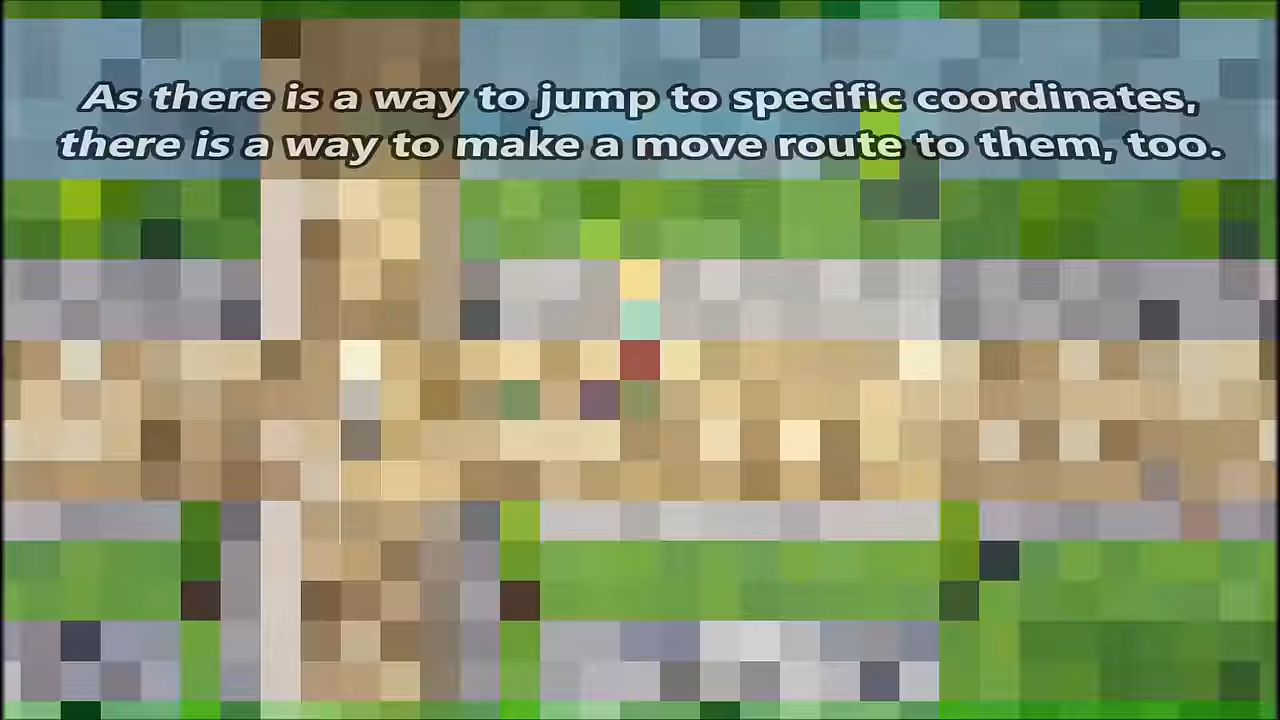 As there is a way to jump to specific coordinates,
there is a way to make a move route to them, too.